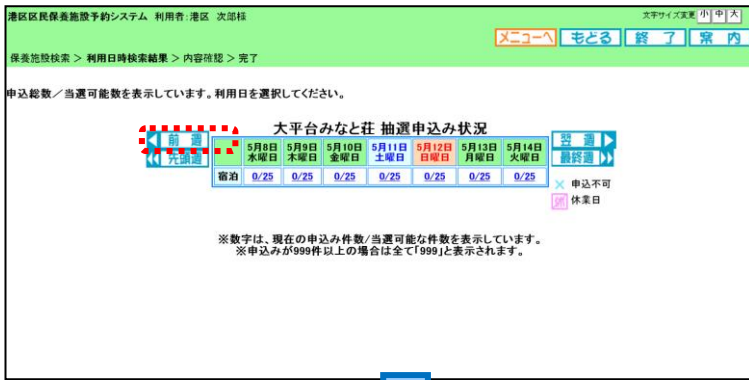 港区区民保養施設予約システム 利用者:港区 次郎様
文字サイズ変更 小 中 大
メニューへ もどる 終 了 案 内
保養施設検索 > 利用日時検索結果 > 内容確認 > 完了
申込総数／当選可能数を表示しています。利用日を選択してください。
大平台みなと荘 抽選申込み状況
前 週
先頭週
5月8日 5月9日 5月10日 5月11日 5月12日 5月13日 5月14日
水曜日 木曜日 金曜日 土曜日 日曜日 月曜日 火曜日
翌 週
最終週
宿泊 0/25 0/25 0/25 0/25 0/25 0/25 0/25
× 申込不可
休 休業日
※数字は、現在の申込み件数/当選可能な件数を表示しています。
※申込みが999件以上の場合は全て「999」と表示されます。